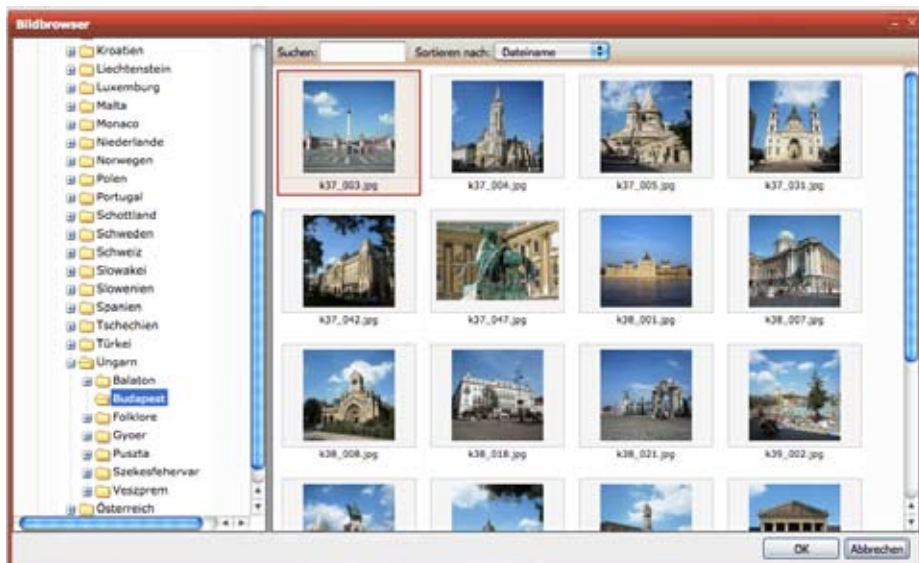 Bildbrowser
Suchen:
Sortieren nach: Dateiname
Kroatien
Liechtenstein
Luxemburg
Malta
Monaco
Niederlande
Norwegen
Polen
Portugal
Schottland
Schweden
Schweiz
Slowakei
Slowenien
Spanien
Tschechien
Türkei
Ungarn
Balaton
Budapest
Folklore
Gyoer
Puszta
Szekesfehervar
Veszprem
Österreich
k37_003.jpg
k37_004.jpg
k37_005.jpg
k37_031.jpg
k37_042.jpg
k37_047.jpg
k38_001.jpg
k38_007.jpg
k38_008.jpg
k38_018.jpg
k38_021.jpg
k39_002.jpg
OK
Abbrechen